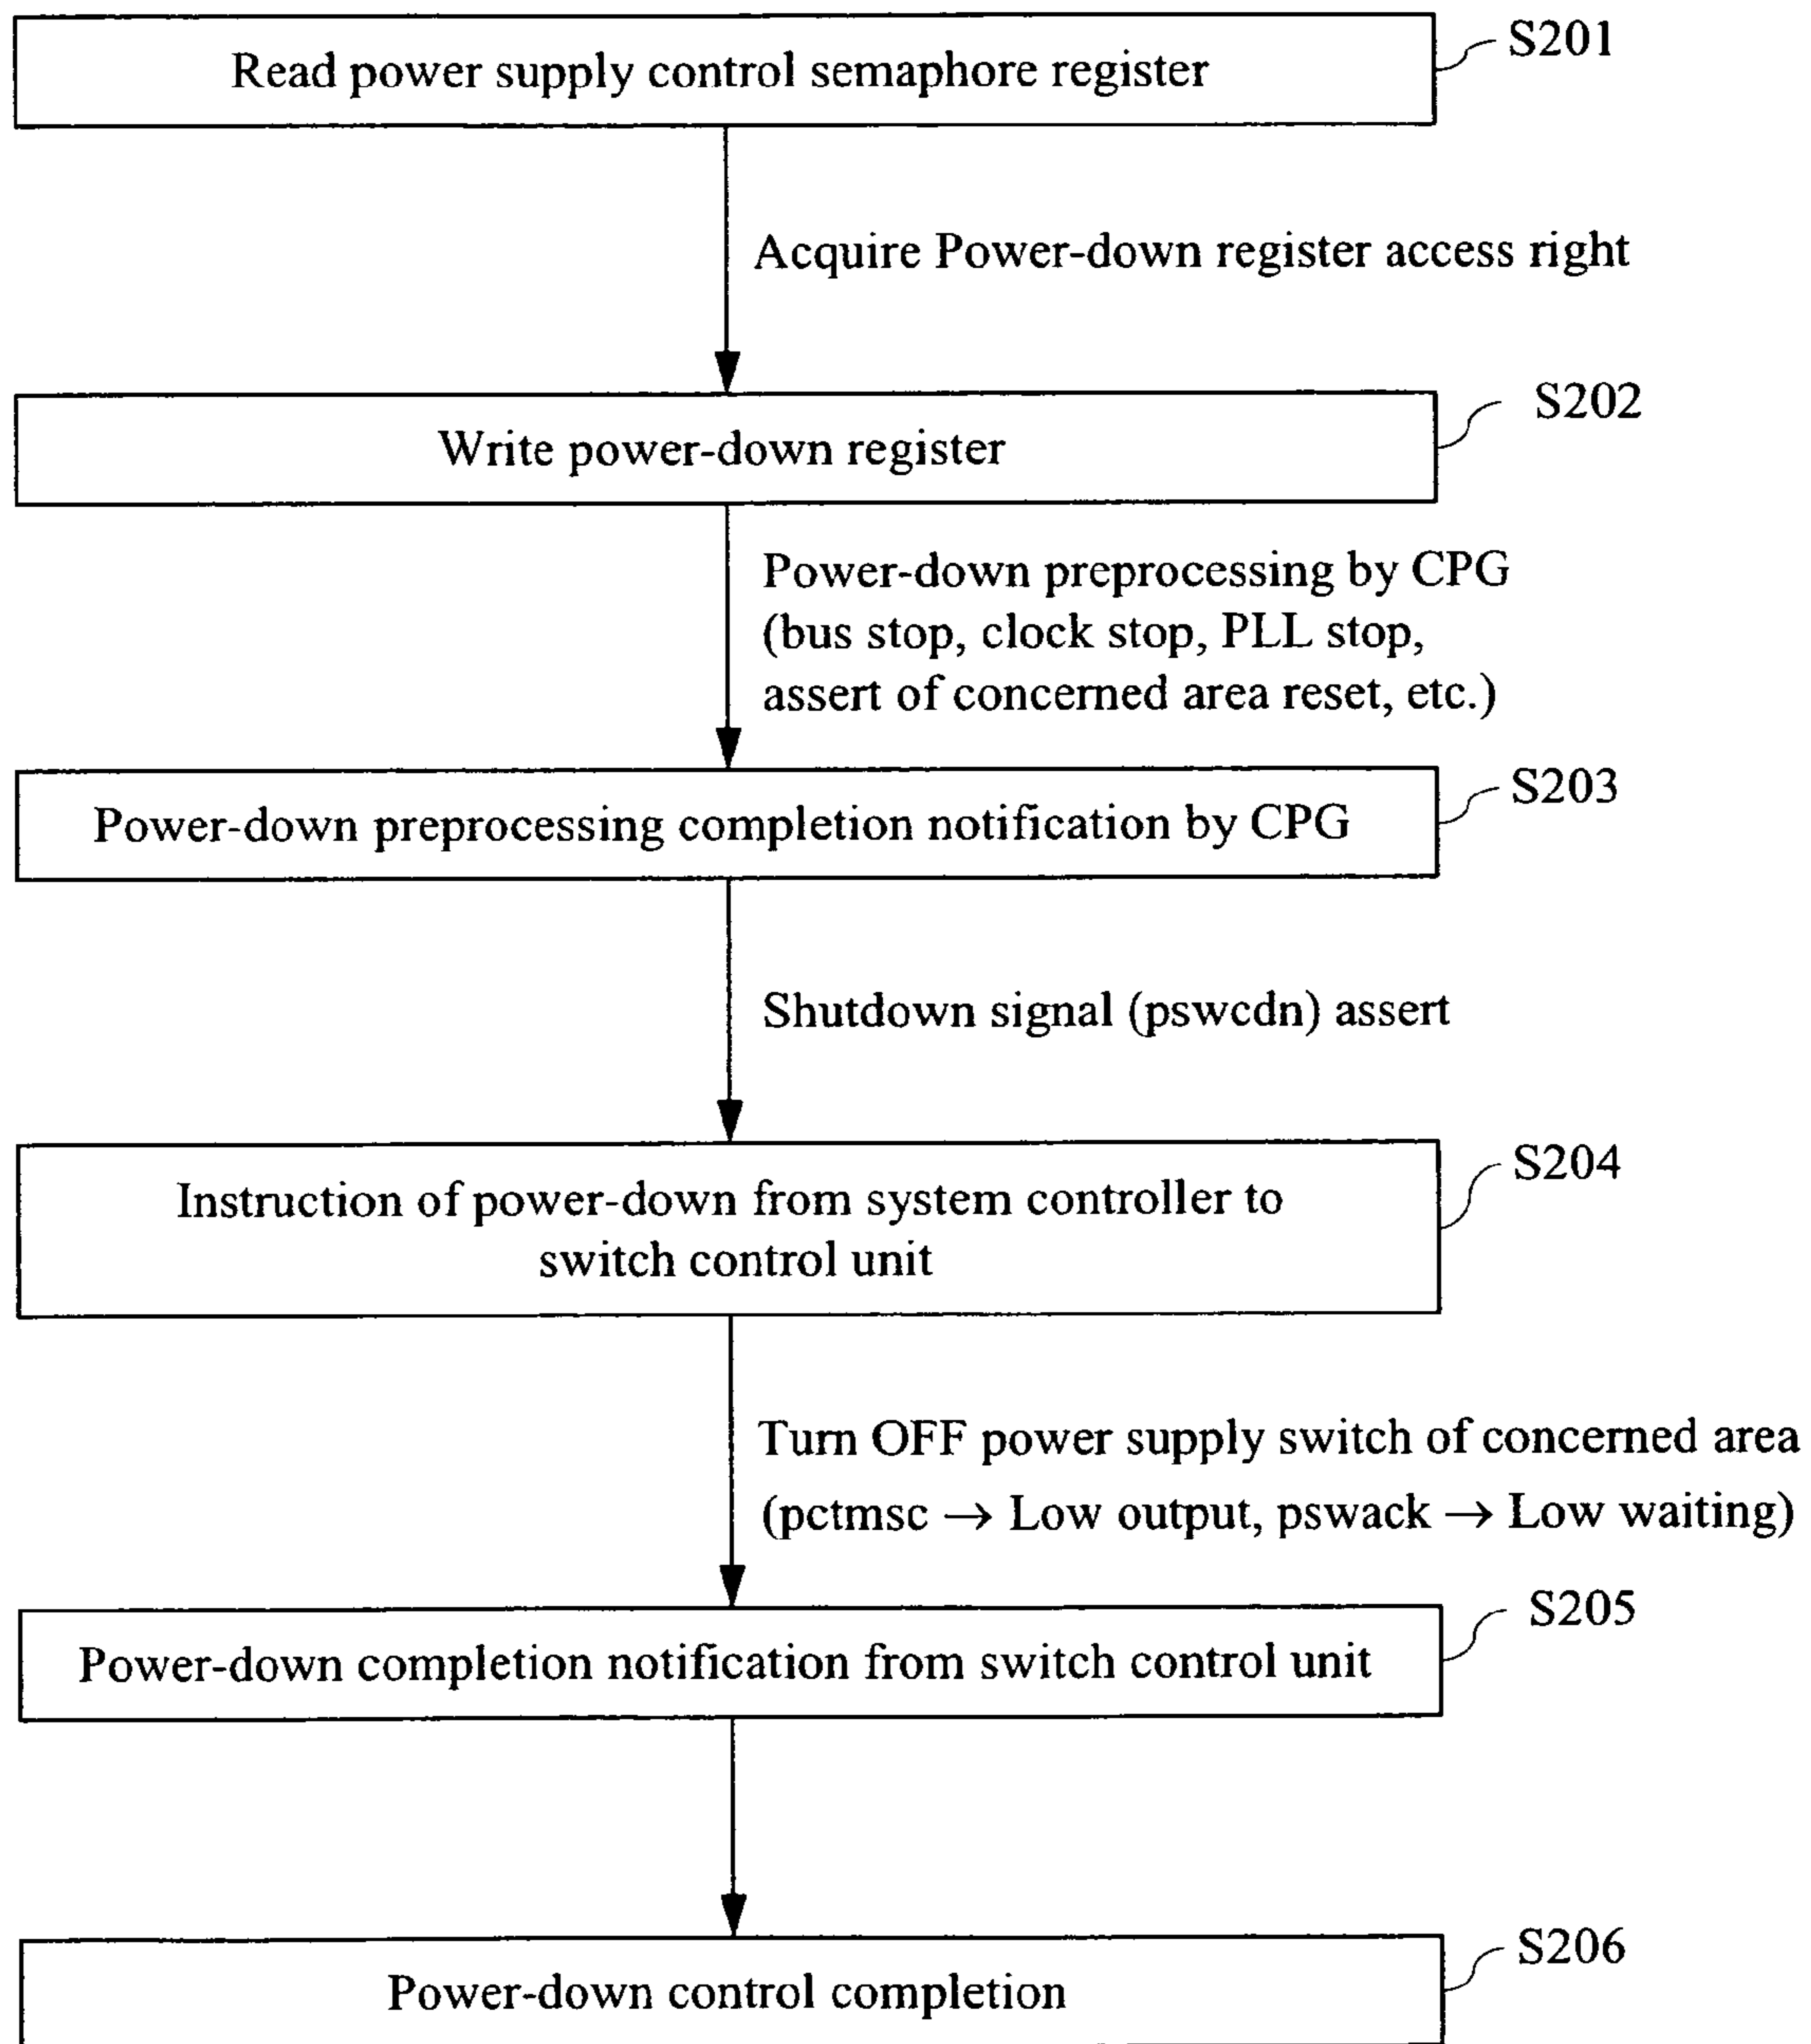 Read power supply control semaphore register
S201
Acquire Power-down register access right
S202
Write power-down register
Power-down preprocessing by CPG
(bus stop, clock stop, PLL stop,
assert of concerned area reset, etc.)
S203
Power-down preprocessing completion notification by CPG
Shutdown signal (pswcdn) assert
S204
Instruction of power-down from system controller to
switch control unit
Turn OFF power supply switch of concerned area
(pctmsc → Low output, pswack → Low waiting)
S205
Power-down completion notification from switch control unit
S206
Power-down control completion